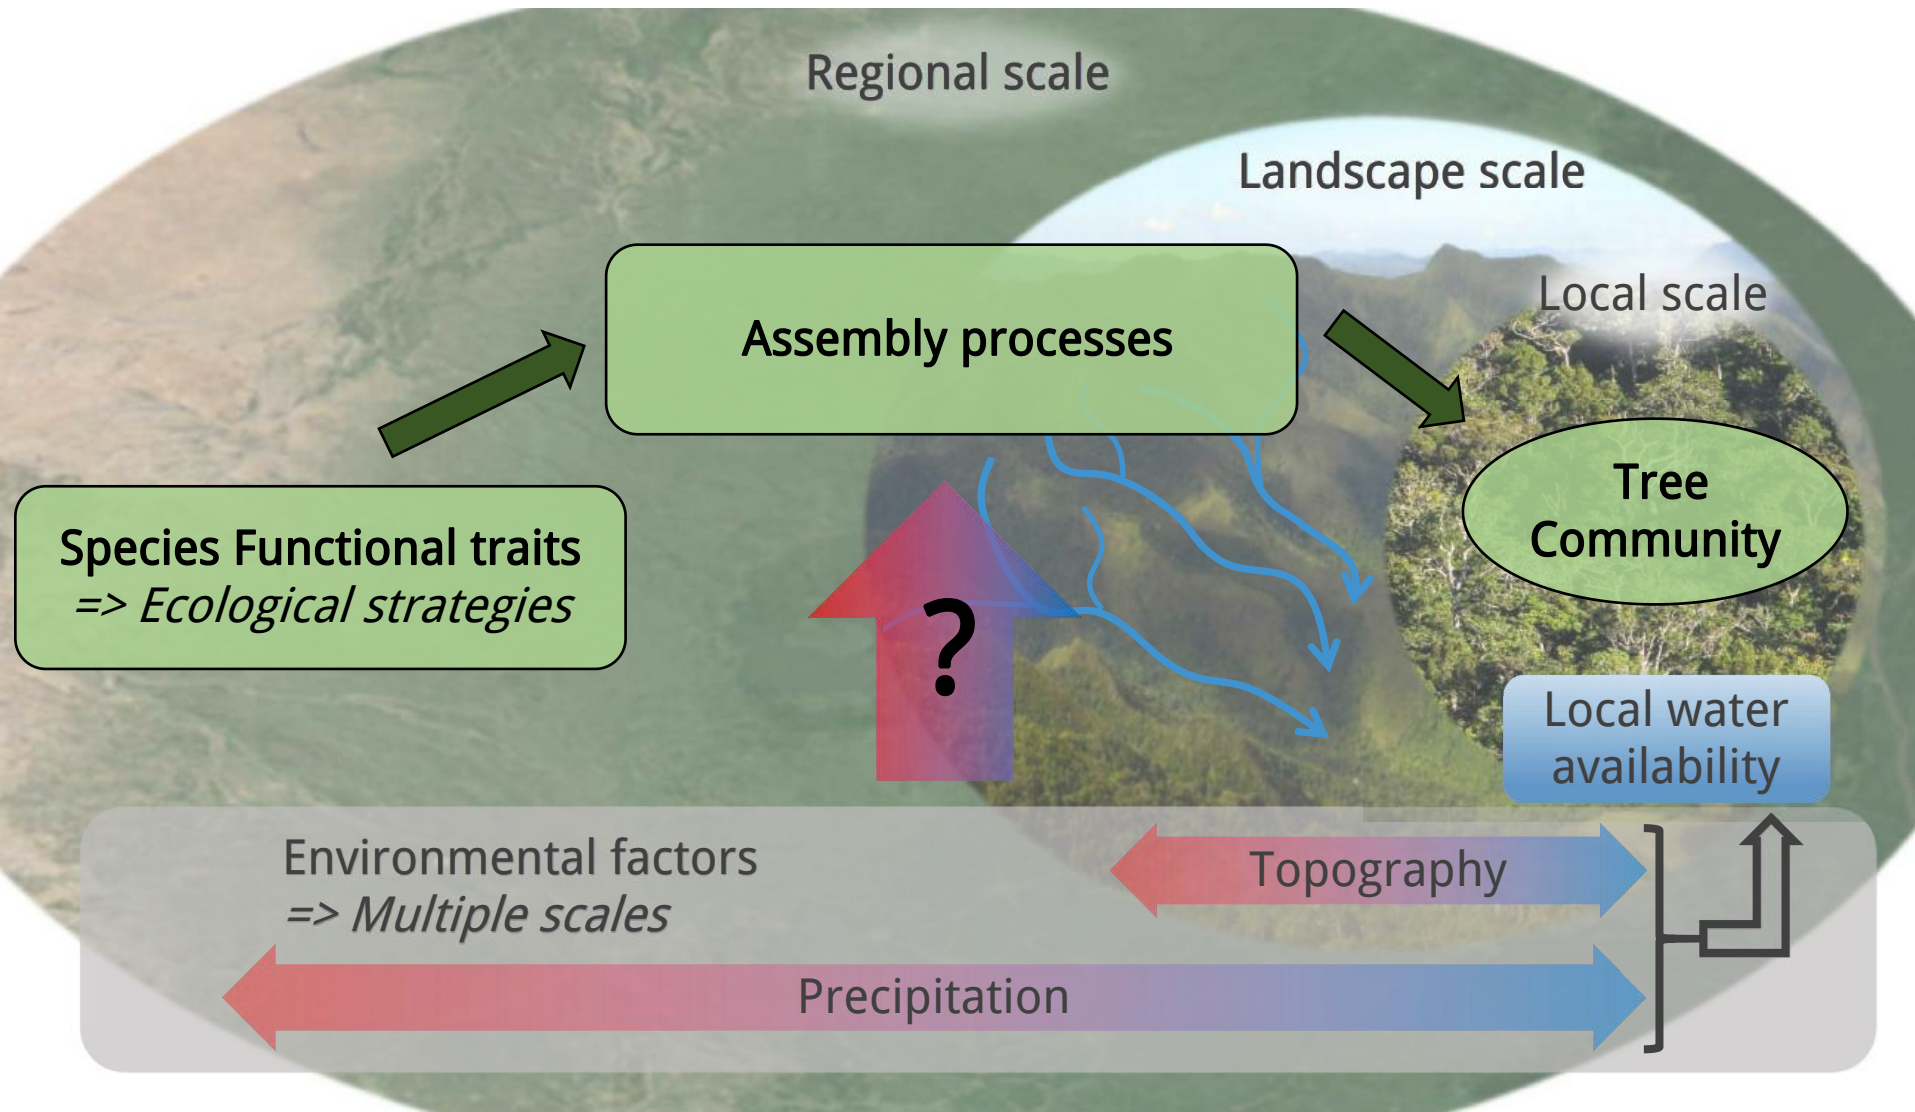 Regional scale
Landscape scale
Local scale
Assembly processes
Tree
Community
Species Functional traits
=> Ecological strategies
?
Local water
availability
Environmental factors
=> Multiple scales
Topography
Precipitation